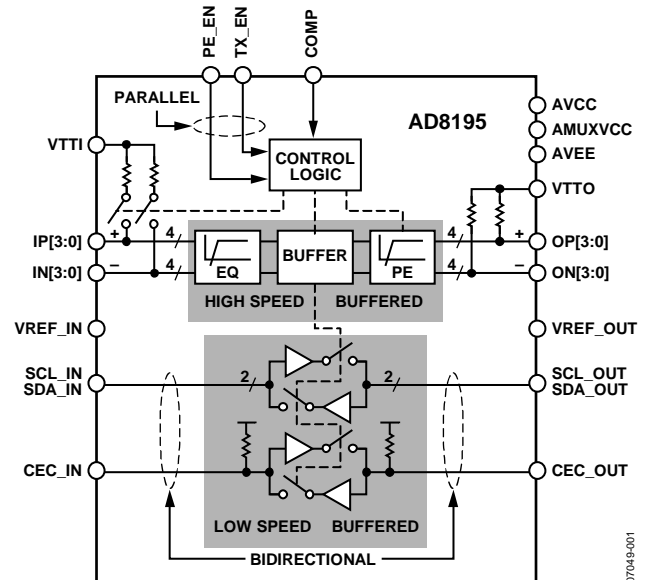 PE_EN
TX_EN
COMP
PARALLEL
AD8195
AVCC
AMUXVCC
AVEE
VTTI
CONTROL
LOGIC
VTTO
IP[3:0]
+
4
4
+
OP[3:0]
IN[3:0]
–
4
EQ
BUFFER
PE
4
–
ON[3:0]
HIGH SPEED
BUFFERED
VREF_IN
VREF_OUT
SCL_IN
SDA_IN
2
2
SCL_OUT
SDA_OUT
CEC_IN
CEC_OUT
LOW SPEED
BUFFERED
BIDIRECTIONAL
07049-001